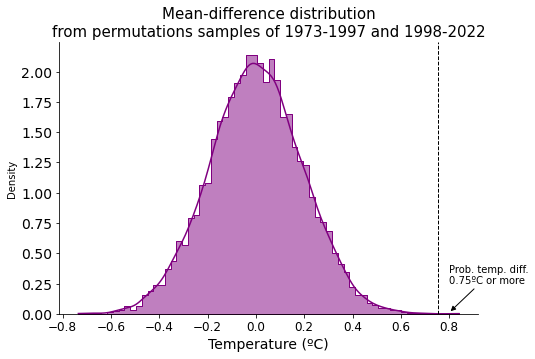 Mean-difference distribution
from permutations samples of 1973-1997 and 1998-2022
2.00
1.75
1.50
1.25
1.00
0.75
0.50
0.25
0.00
Density
Prob. temp. diff.
0.75ºC or more
−0.8 −0.6 −0.4 −0.2 0.0 0.2 0.4 0.6 0.8
Temperature (ºC)